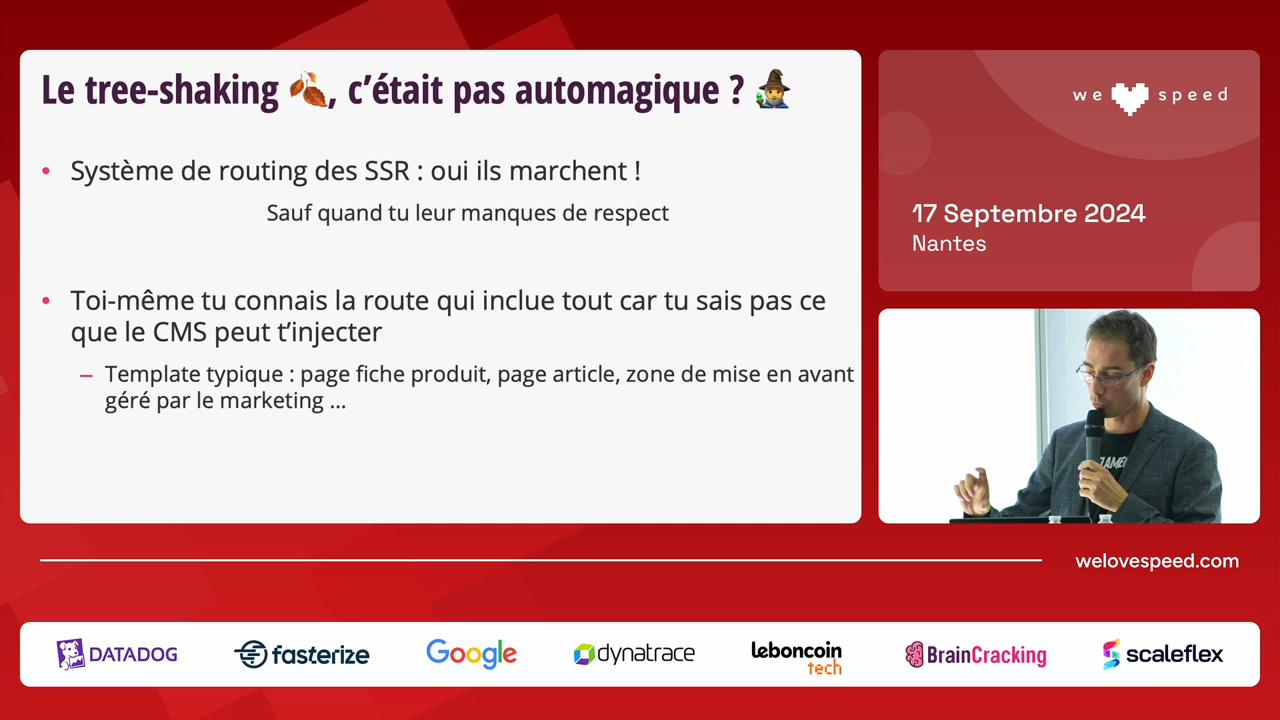 Le tree-shaking 🍂, c'était pas automagique ? 🧙‍♂️
• Système de routing des SSR : oui ils marchent !
Sauf quand tu leur manques de respect
• Toi-même tu connais la route qui inclue tout car tu sais pas ce
que le CMS peut t'injecter
– Template typique : page fiche produit, page article, zone de mise en avant
géré par le marketing ...
we speed
17 Septembre 2024
Nantes
welovespeed.com
DATADOG
fasterize
Google
dynatrace
leboncoin
tech
BrainCracking
scaleflex